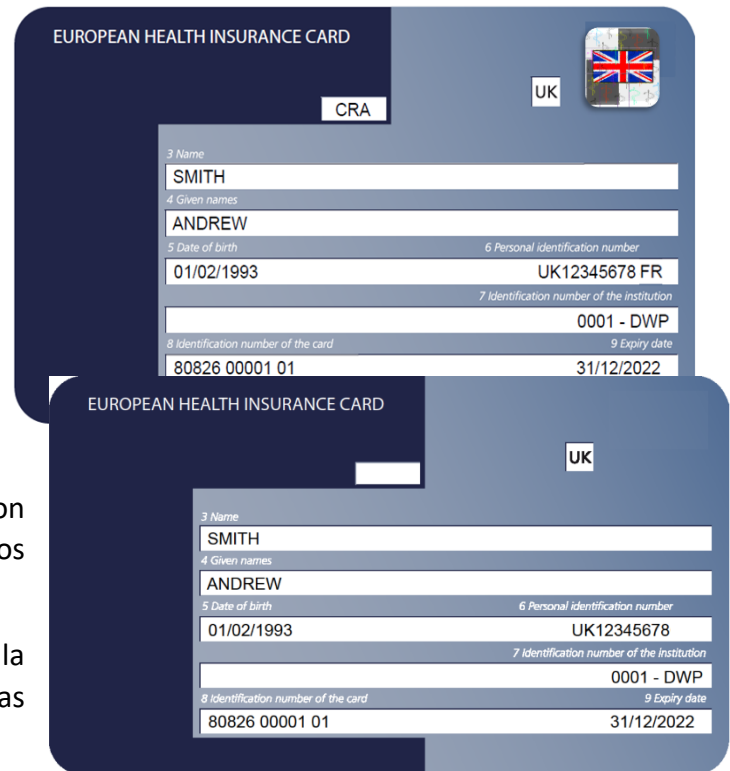 EUROPEAN HEALTH INSURANCE CARD
UK
CRA
3 Name
SMITH
4 Given names
ANDREW
5 Date of birth 6 Personal identification number
01/02/1993 UK12345678 FR
7 Identification number of the institution
0001 - DWP
8 Identification number of the card 9 Expiry date
80826 00001 01 31/12/2022
EUROPEAN HEALTH INSURANCE CARD
UK
on
os
la
as
3 Name
SMITH
4 Given names
ANDREW
5 Date of birth 6 Personal identification number
01/02/1993 UK12345678
7 Identification number of the institution
0001 - DWP
8 Identification number of the card 9 Expiry date
80826 00001 01 31/12/2022